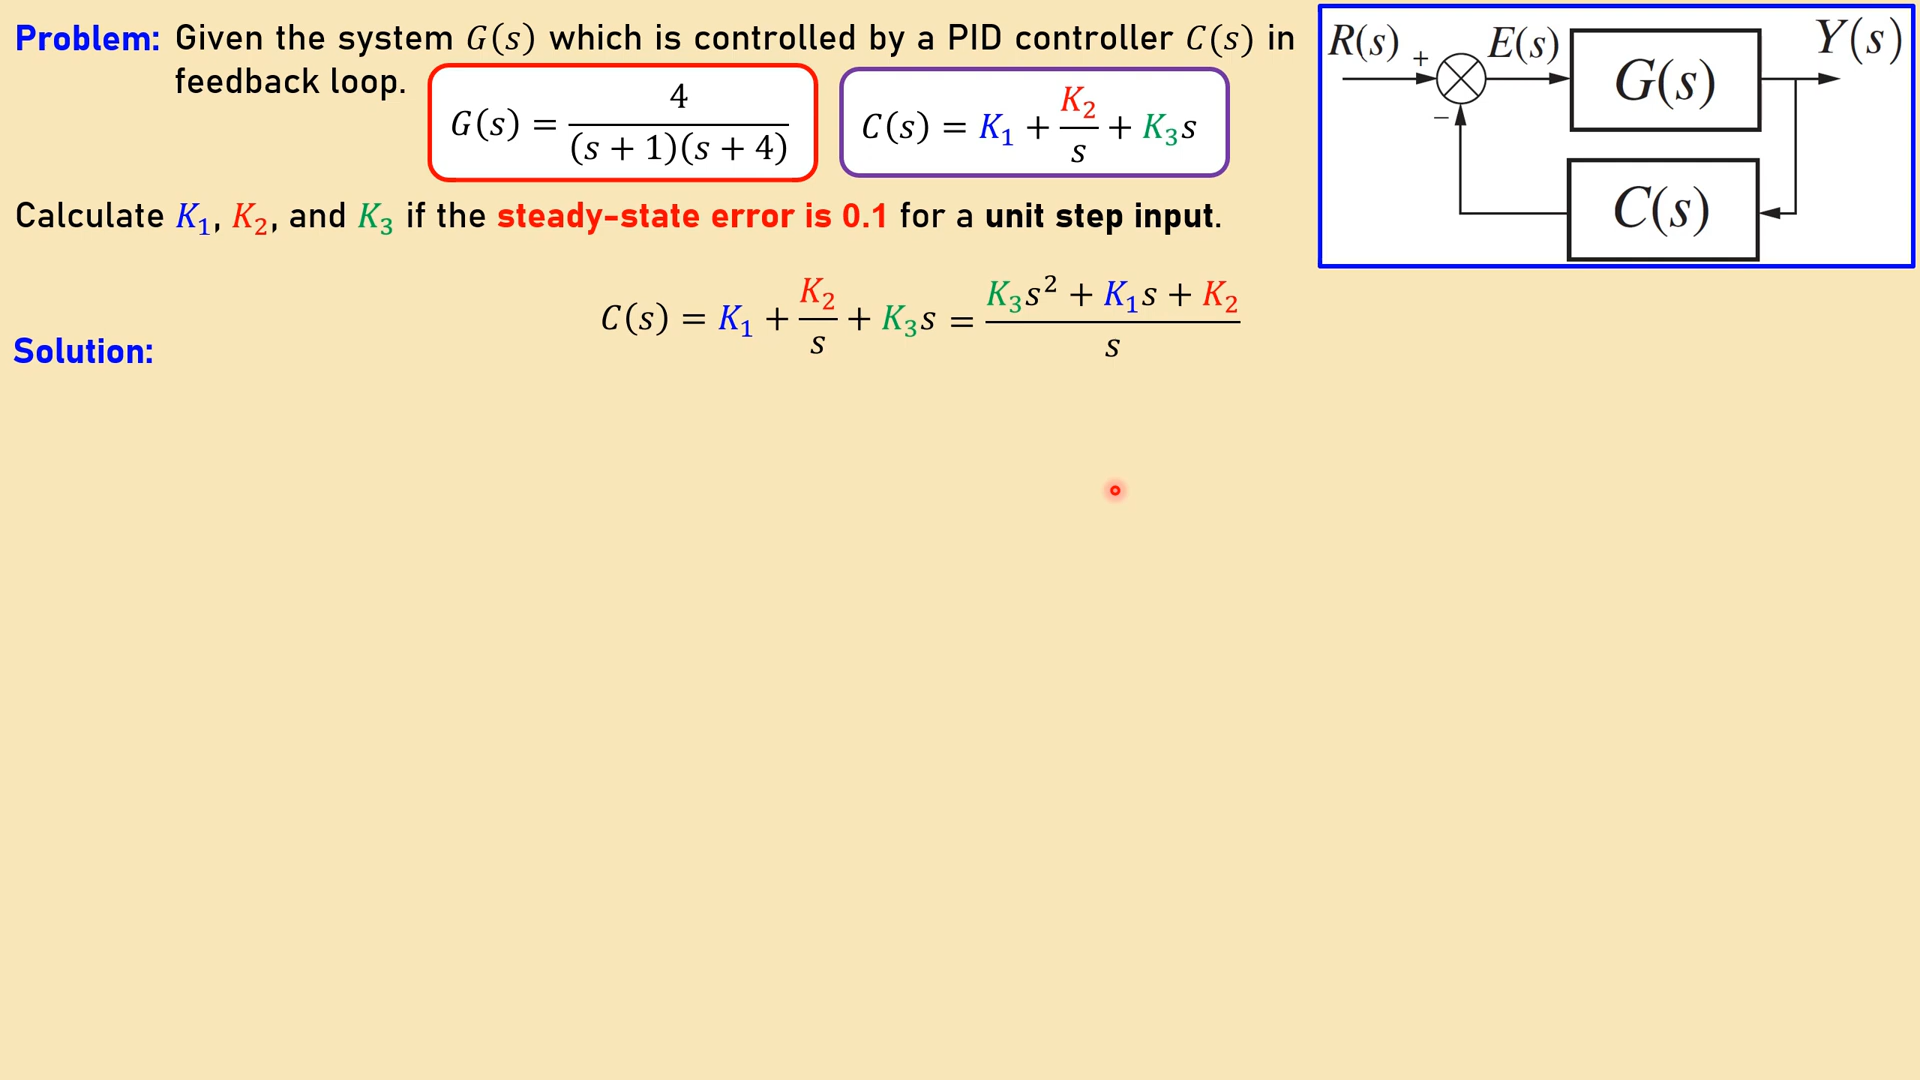 Problem: Given the system G(s) which is controlled by a PID controller C(s) in
feedback loop.
G(s) = 4 / ((s + 1)(s + 4))
C(s) = K₁ + K₂/s + K₃s
R(s) + E(s) G(s) Y(s)
−
C(s)
Calculate K₁, K₂, and K₃ if the steady-state error is 0.1 for a unit step input.
C(s) = K₁ + K₂/s + K₃s = (K₃s² + K₁s + K₂) / s
Solution: